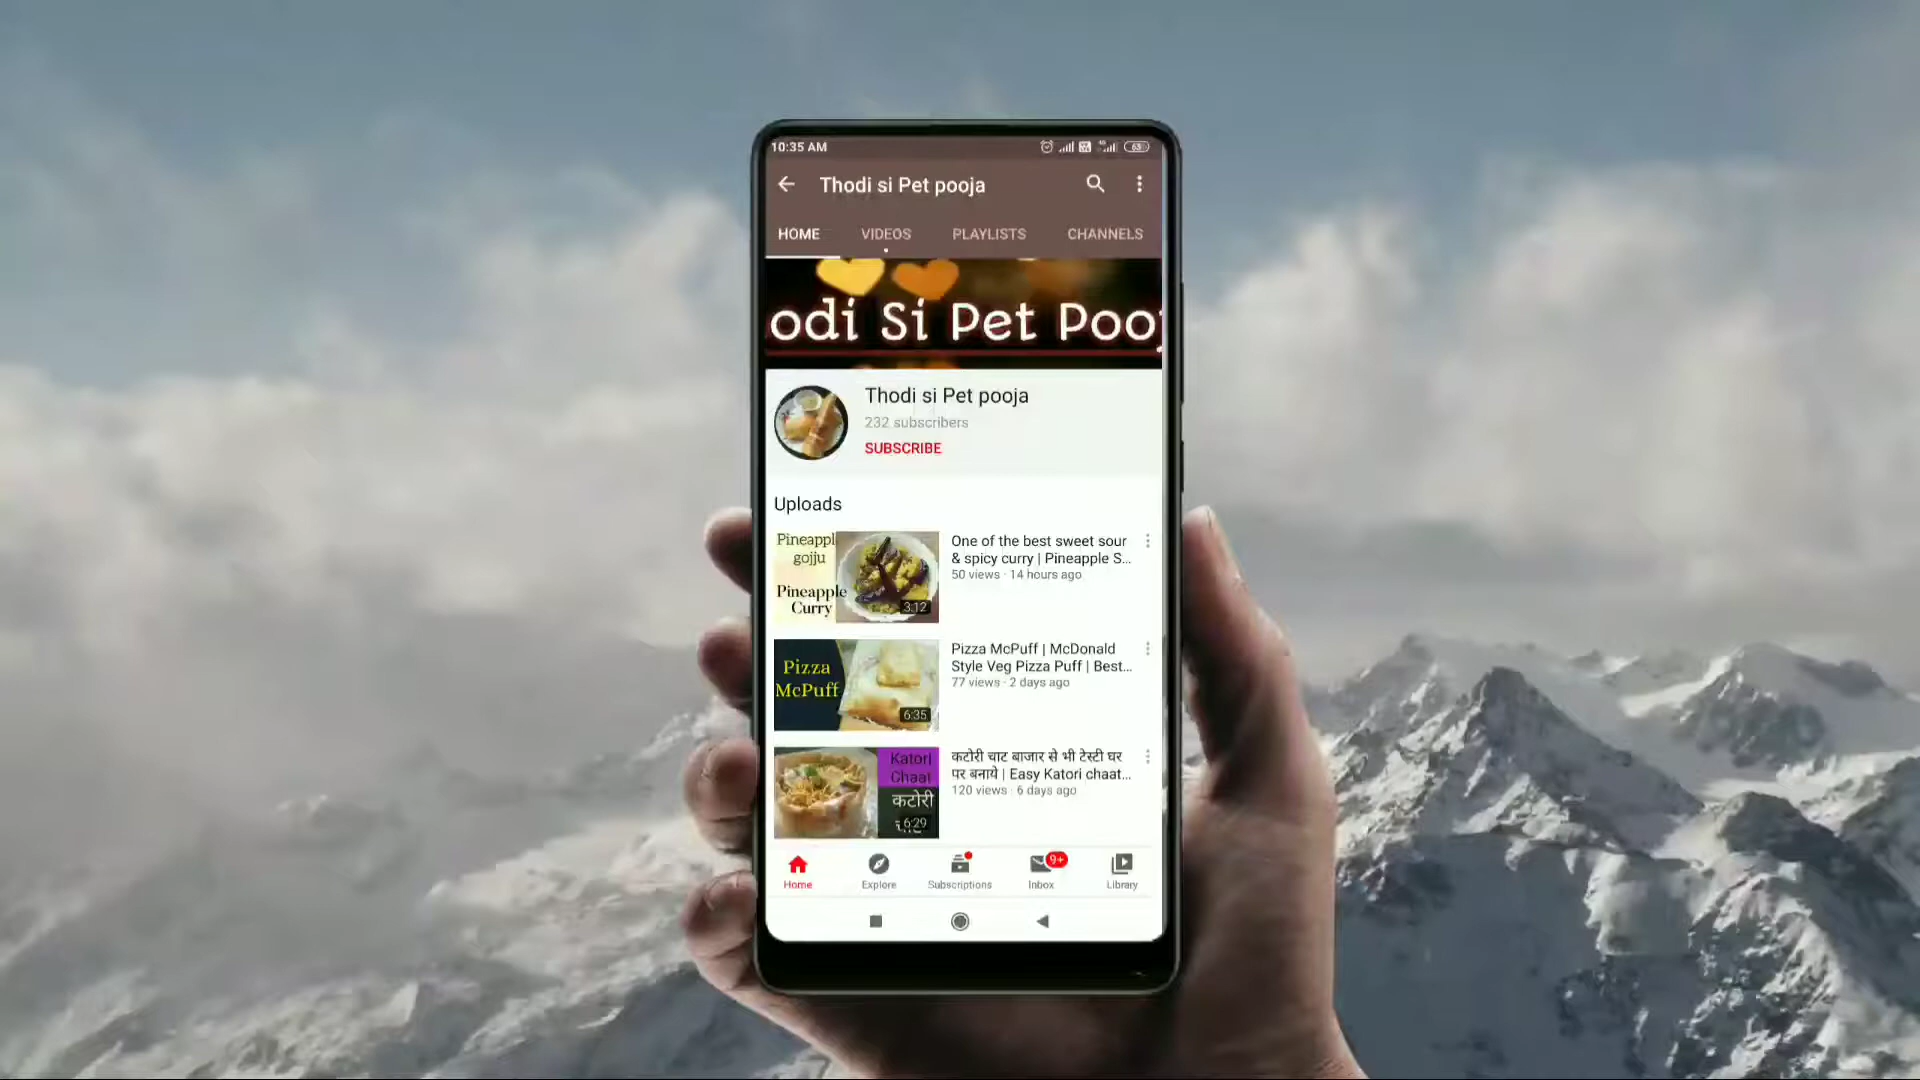 10:35 AM
63
Thodi si Pet pooja
HOME VIDEOS PLAYLISTS CHANNELS
odi Si Pet Pooj
Thodi si Pet pooja
232 subscribers
SUBSCRIBE
Uploads
Pineappl
gojju
Pineapple
Curry
3:12
One of the best sweet sour
& spicy curry | Pineapple S...
50 views · 14 hours ago
Pizza
McPuff
6:35
Pizza McPuff | McDonald
Style Veg Pizza Puff | Best...
77 views · 2 days ago
Katori
Chaat
कटोरी
6:29
कटोरी चाट बाजार से भी टेस्टी घर
पर बनाये | Easy Katori chaat...
120 views · 6 days ago
9+
Home Explore Subscriptions Inbox Library